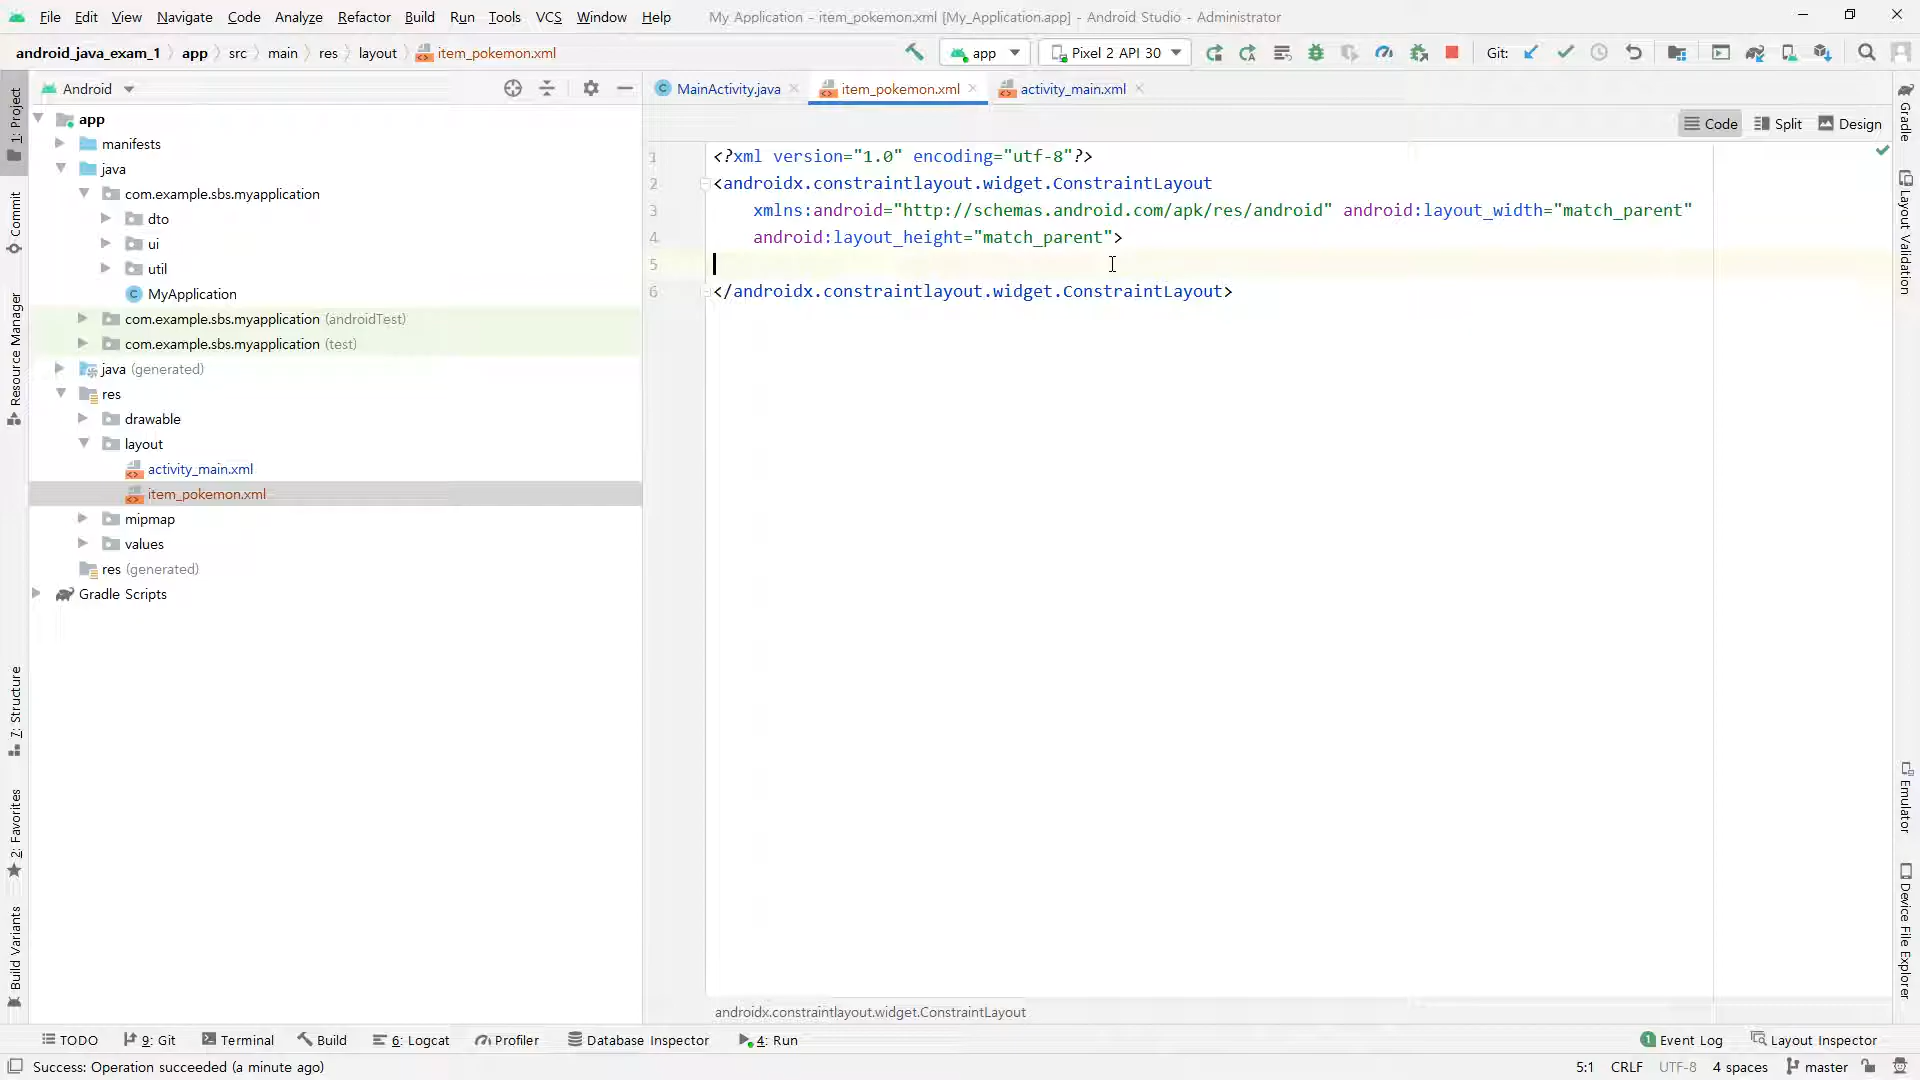 File Edit View Navigate Code Analyze Refactor Build Run Tools VCS Window Help My Application - item_pokemon.xml [My_Application.app] - Android Studio - Administrator
android_java_exam_1 app src main res layout item_pokemon.xml app Pixel 2 API 30 Git:
Android
MainActivity.java item_pokemon.xml activity_main.xml
Code Split Design
1: Project
Commit
Resource Manager
7: Structure
2: Favorites
Build Variants
app
manifests
java
com.example.sbs.myapplication
dto
ui
util
MyApplication
com.example.sbs.myapplication (androidTest)
com.example.sbs.myapplication (test)
java (generated)
res
drawable
layout
activity_main.xml
item_pokemon.xml
mipmap
values
res (generated)
Gradle Scripts
1 <?xml version="1.0" encoding="utf-8"?>
2 <androidx.constraintlayout.widget.ConstraintLayout
3 xmlns:android="http://schemas.android.com/apk/res/android" android:layout_width="match_parent"
4 android:layout_height="match_parent">
5
6 </androidx.constraintlayout.widget.ConstraintLayout>
androidx.constraintlayout.widget.ConstraintLayout
Gradle
Layout Validation
Emulator
Device File Explorer
TODO 9: Git Terminal Build 6: Logcat Profiler Database Inspector 4: Run 1 Event Log Layout Inspector
Success: Operation succeeded (a minute ago) 5:1 CRLF UTF-8 4 spaces master